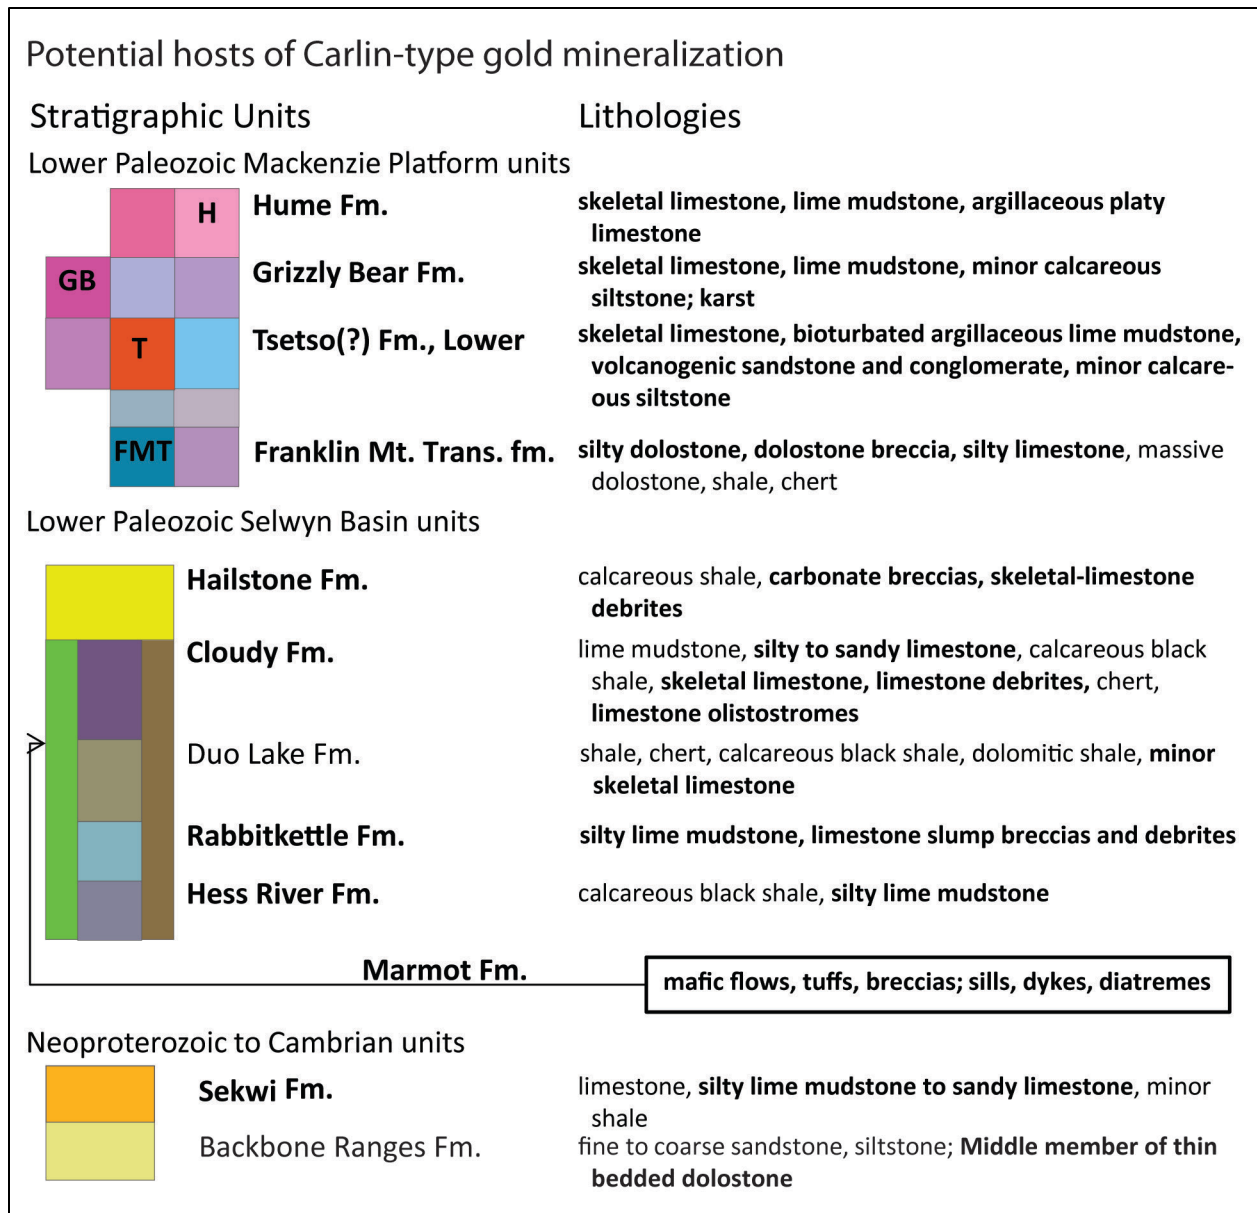 Potential hosts of Carlin-type gold mineralization
Stratigraphic Units
Lithologies
Lower Paleozoic Mackenzie Platform units
H
Hume Fm.
skeletal limestone, lime mudstone, argillaceous platy
limestone
GB
Grizzly Bear Fm.
skeletal limestone, lime mudstone, minor calcareous
siltstone; karst
T
Tsetso(?) Fm., Lower
skeletal limestone, bioturbated argillaceous lime mudstone,
volcanogenic sandstone and conglomerate, minor calcare-
ous siltstone
FMT
Franklin Mt. Trans. fm.
silty dolostone, dolostone breccia, silty limestone, massive
dolostone, shale, chert
Lower Paleozoic Selwyn Basin units
Hailstone Fm.
calcareous shale, carbonate breccias, skeletal-limestone
debrites
Cloudy Fm.
lime mudstone, silty to sandy limestone, calcareous black
shale, skeletal limestone, limestone debrites, chert,
limestone olistostromes
Duo Lake Fm.
shale, chert, calcareous black shale, dolomitic shale, minor
skeletal limestone
Rabbitkettle Fm.
silty lime mudstone, limestone slump breccias and debrites
Hess River Fm.
calcareous black shale, silty lime mudstone
Marmot Fm.
mafic flows, tuffs, breccias; sills, dykes, diatremes
Neoproterozoic to Cambrian units
Sekwi Fm.
limestone, silty lime mudstone to sandy limestone, minor
shale
Backbone Ranges Fm.
fine to coarse sandstone, siltstone; Middle member of thin
bedded dolostone